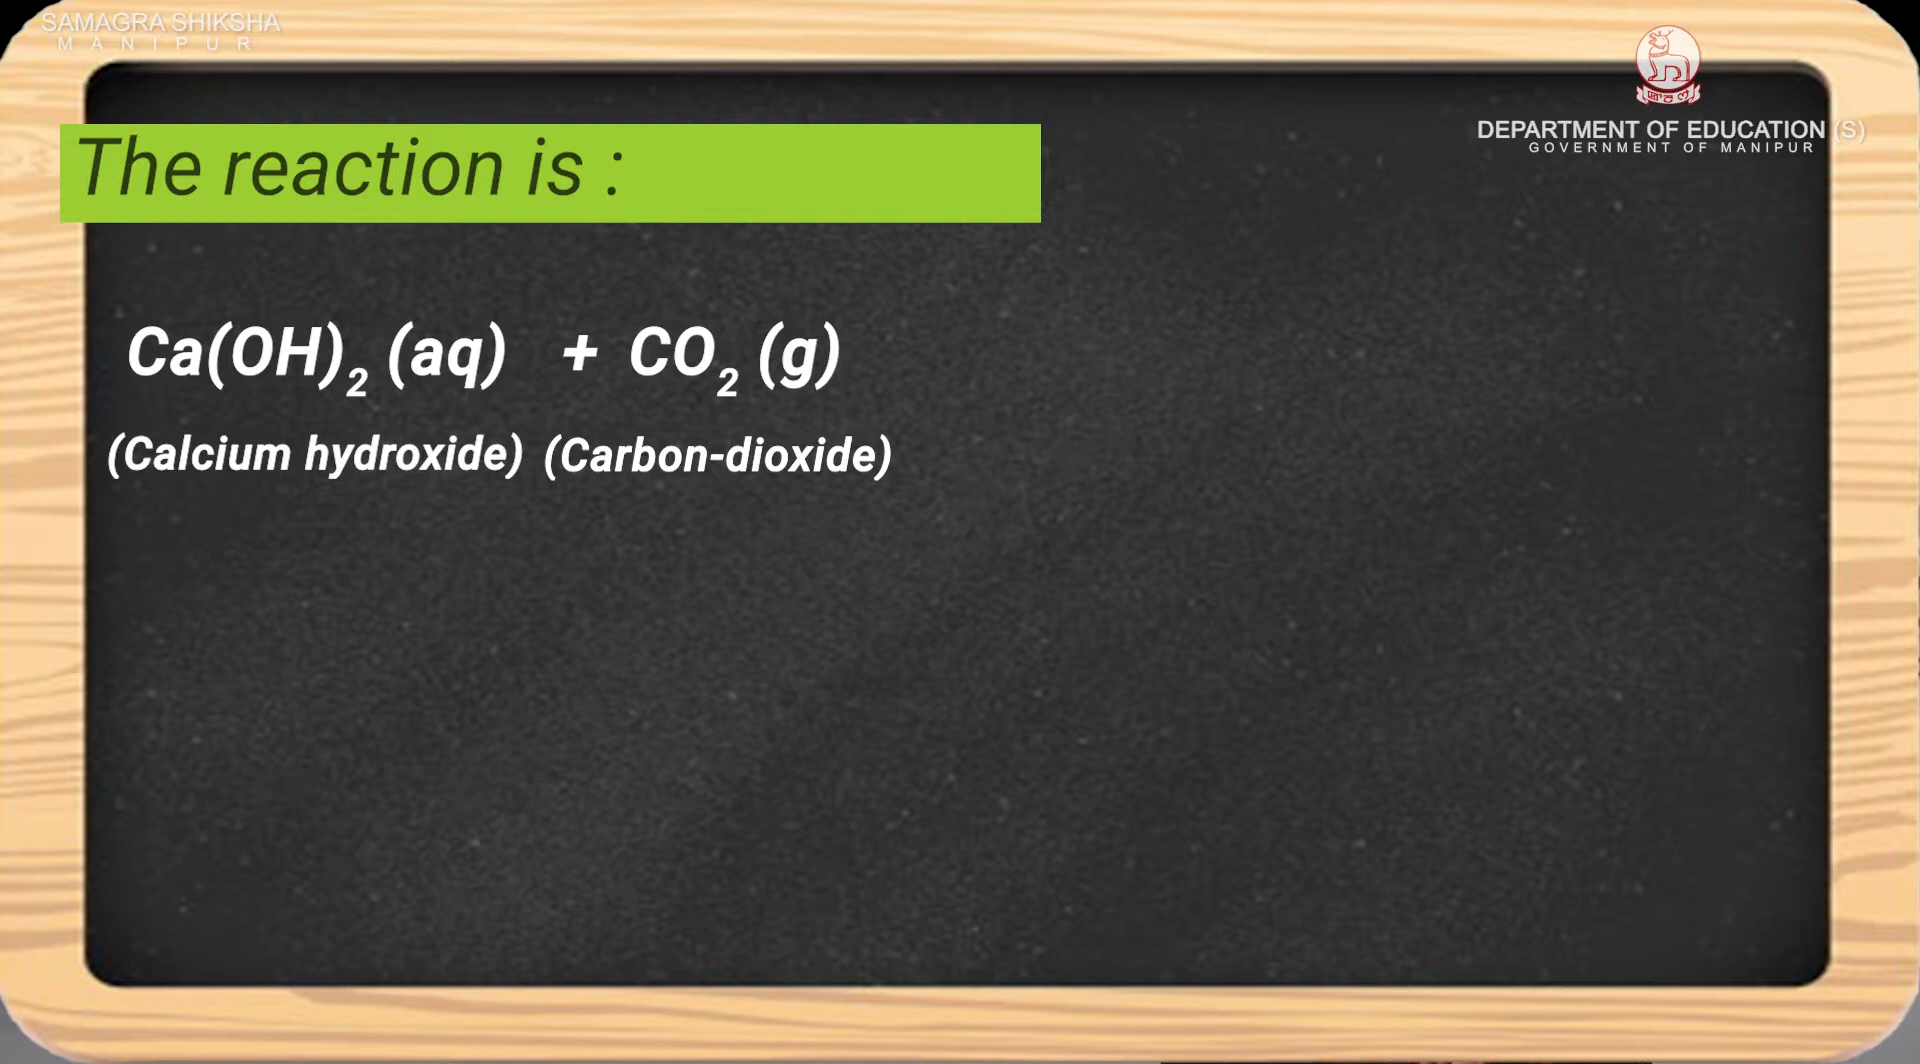 SAMAGRA SHIKSHA
MANIPUR
DEPARTMENT OF EDUCATION (S)
GOVERNMENT OF MANIPUR
The reaction is :
Ca(OH)₂ (aq) + CO₂ (g)
(Calcium hydroxide) (Carbon-dioxide)